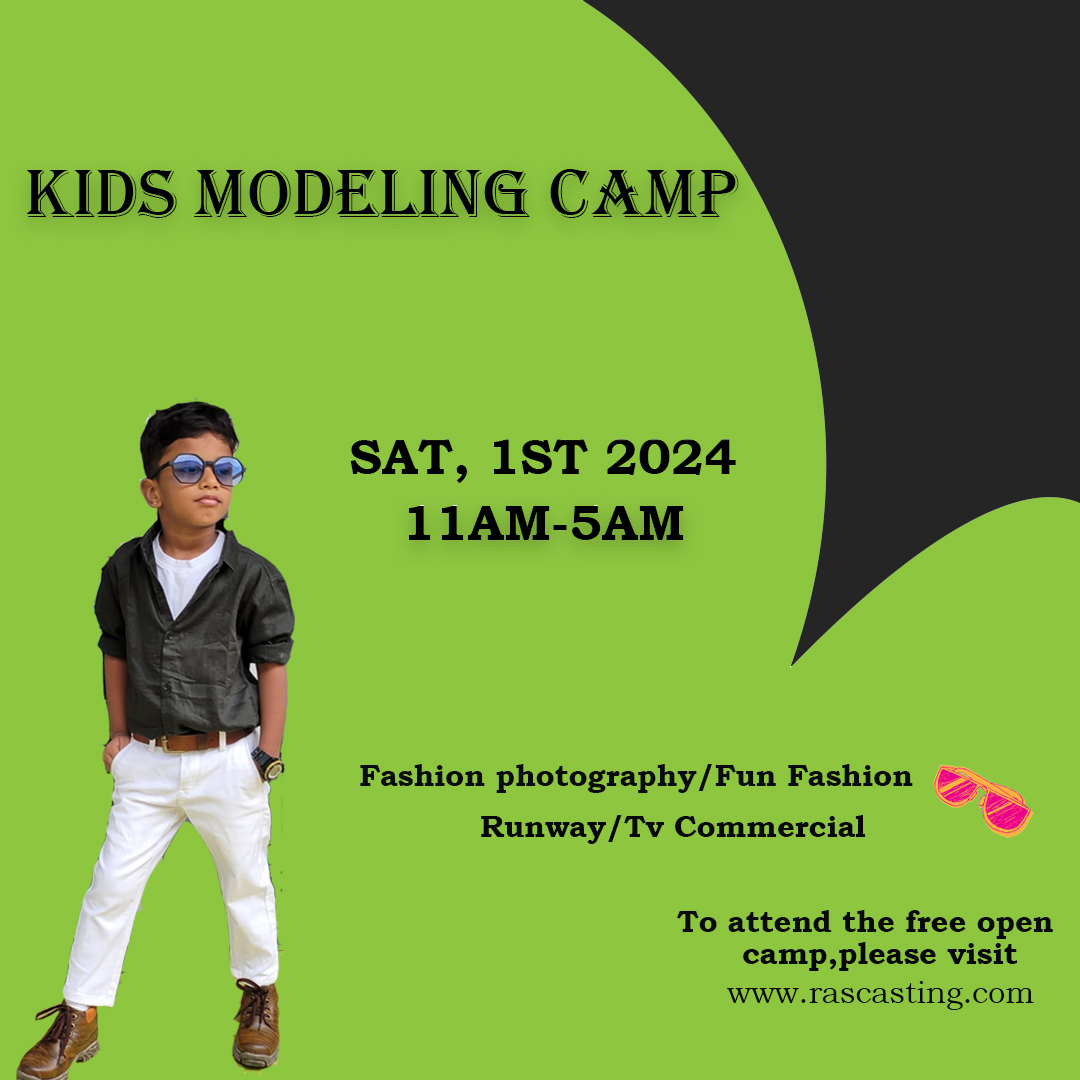 KIDS MODELING CAMP
SAT, 1ST 2024
11AM-5AM
Fashion photography/Fun Fashion
Runway/Tv Commercial
To attend the free open
camp,please visit
www.rascasting.com